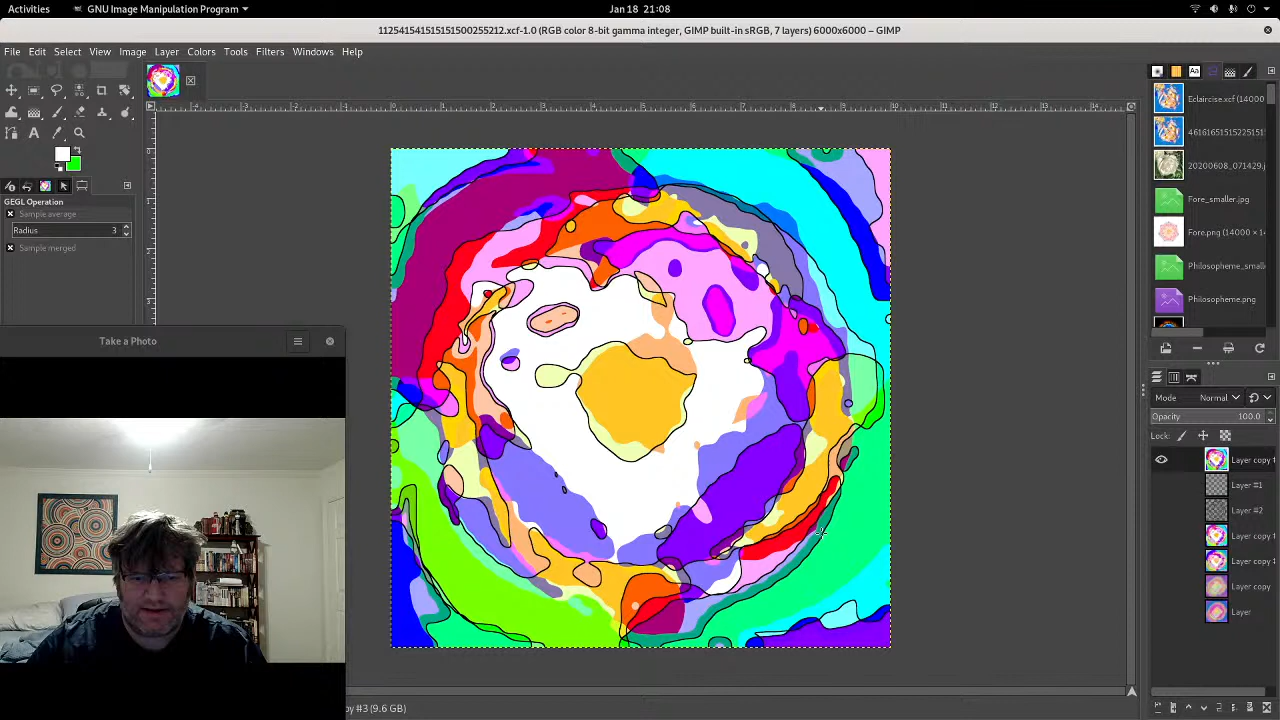 Activities GNU Image Manipulation Program Jan 18 21:08
11254154151515151500255212.xcf-1.0 (RGB color 8-bit gamma integer, GIMP built-in sRGB, 7 layers) 6000x6000 – GIMP
File Edit Select View Image Layer Colors Tools Filters Windows Help
GEGL Operation
Sample average
Radius 3
Sample merged
Take a Photo
Eclaircise.xcf (14000
20200608_071429.j
Fore_smaller.jpg
Fore.png (14000 × 14
Philosopheme_small
Philosopheme.png
Mode Normal
Opacity 100.0
Lock:
Layer copy
Layer #1
Layer #2
Layer copy
Layer copy
Layer copy
Layer
py #3 (9.6 GB)